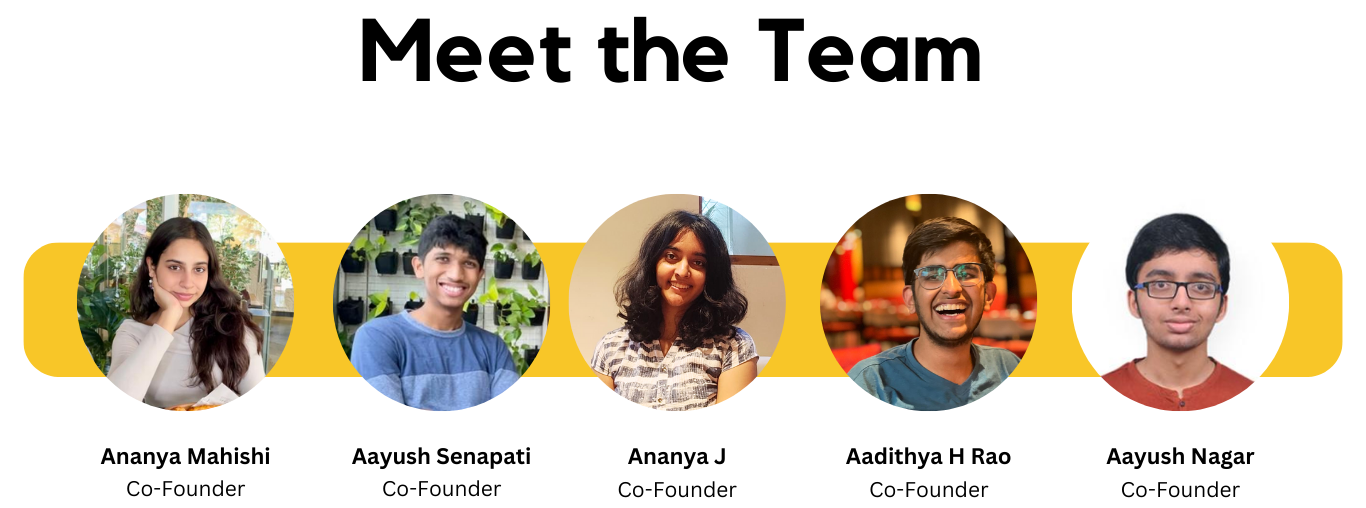 Meet the Team
Ananya Mahishi
Co-Founder
Aayush Senapati
Co-Founder
Ananya J
Co-Founder
Aadithya H Rao
Co-Founder
Aayush Nagar
Co-Founder